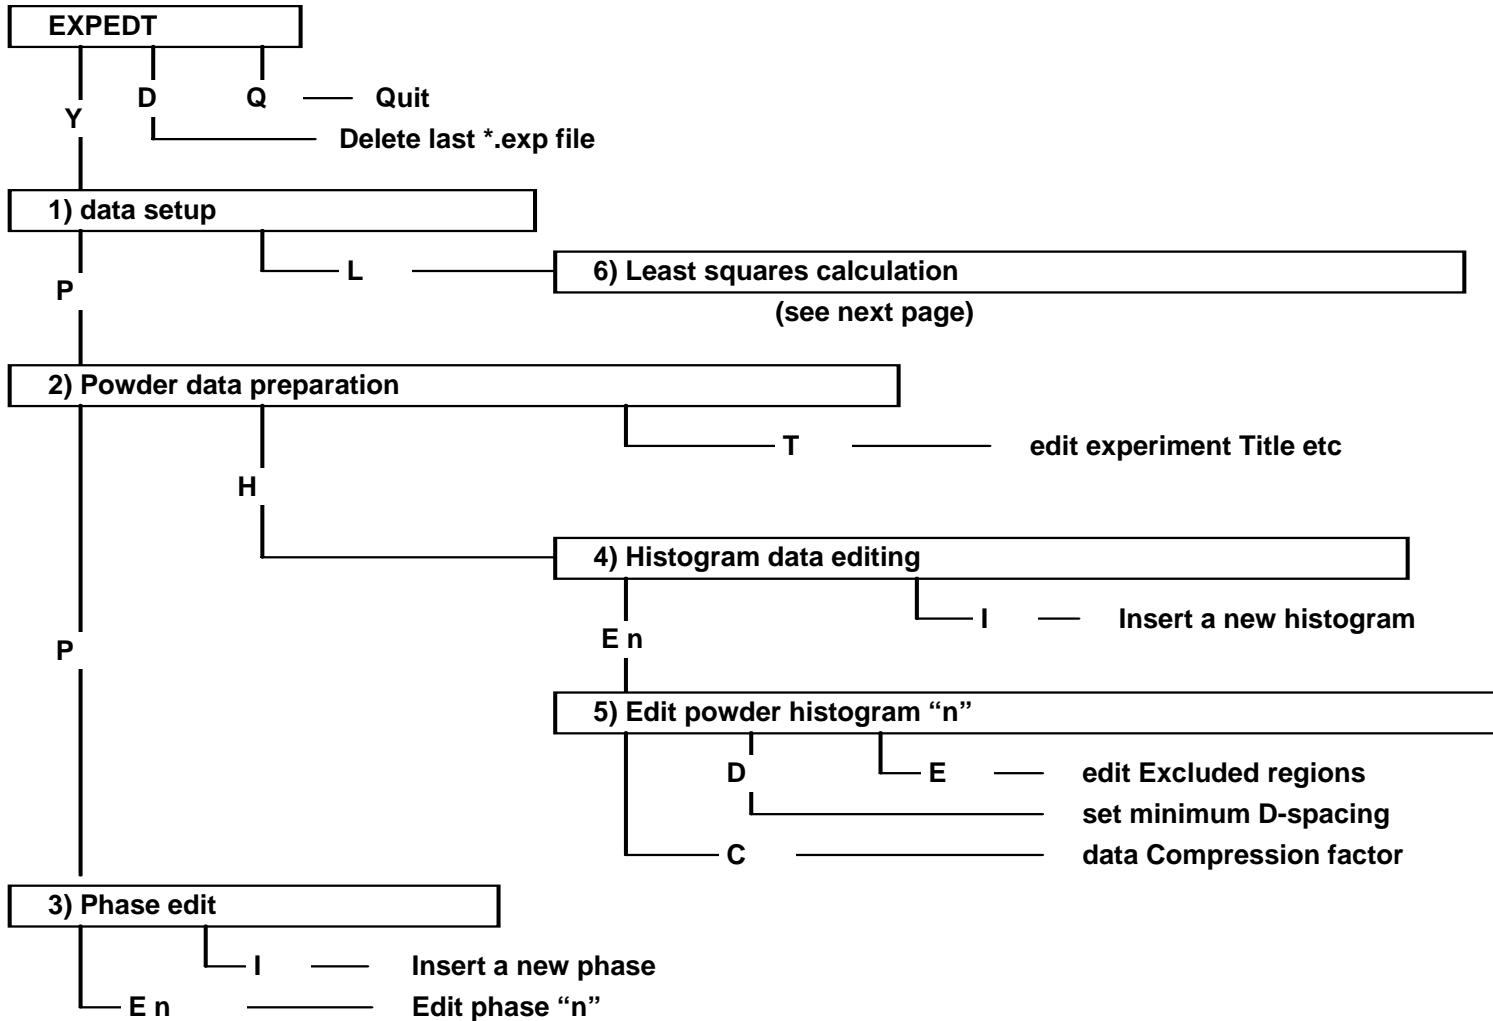 EXPEDT
D Q Quit
Y
Delete last *.exp file
1) data setup
L 6) Least squares calculation
P
(see next page)
2) Powder data preparation
T edit experiment Title etc
H
4) Histogram data editing
I Insert a new histogram
E n
P
5) Edit powder histogram “n”
D E edit Excluded regions
set minimum D-spacing
C data Compression factor
3) Phase edit
I Insert a new phase
E n Edit phase “n”